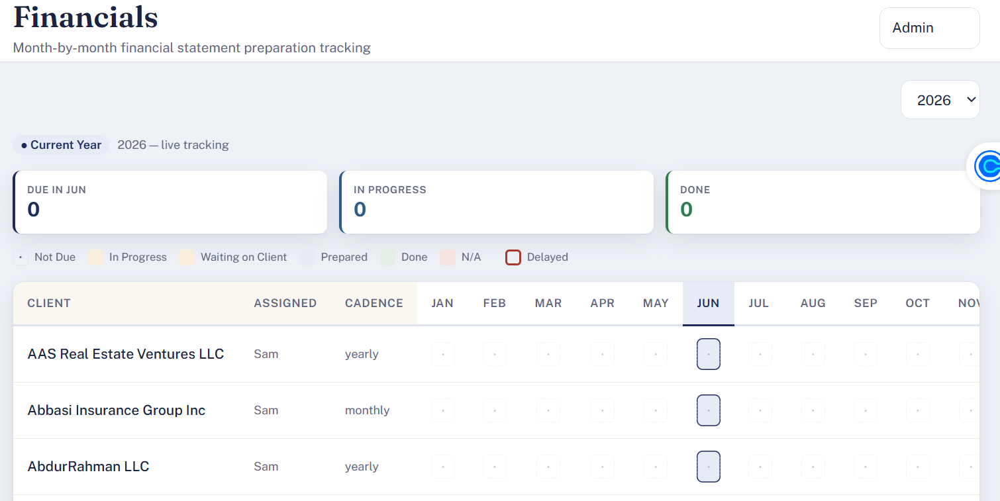 Financials
Month-by-month financial statement preparation tracking
Admin
2026
● Current Year 2026 — live tracking
DUE IN JUN
0
IN PROGRESS
0
DONE
0
Not Due In Progress Waiting on Client Prepared Done N/A Delayed
CLIENT ASSIGNED CADENCE JAN FEB MAR APR MAY JUN JUL AUG SEP OCT NOV
AAS Real Estate Ventures LLC Sam yearly
Abbasi Insurance Group Inc Sam monthly
AbdurRahman LLC Sam yearly